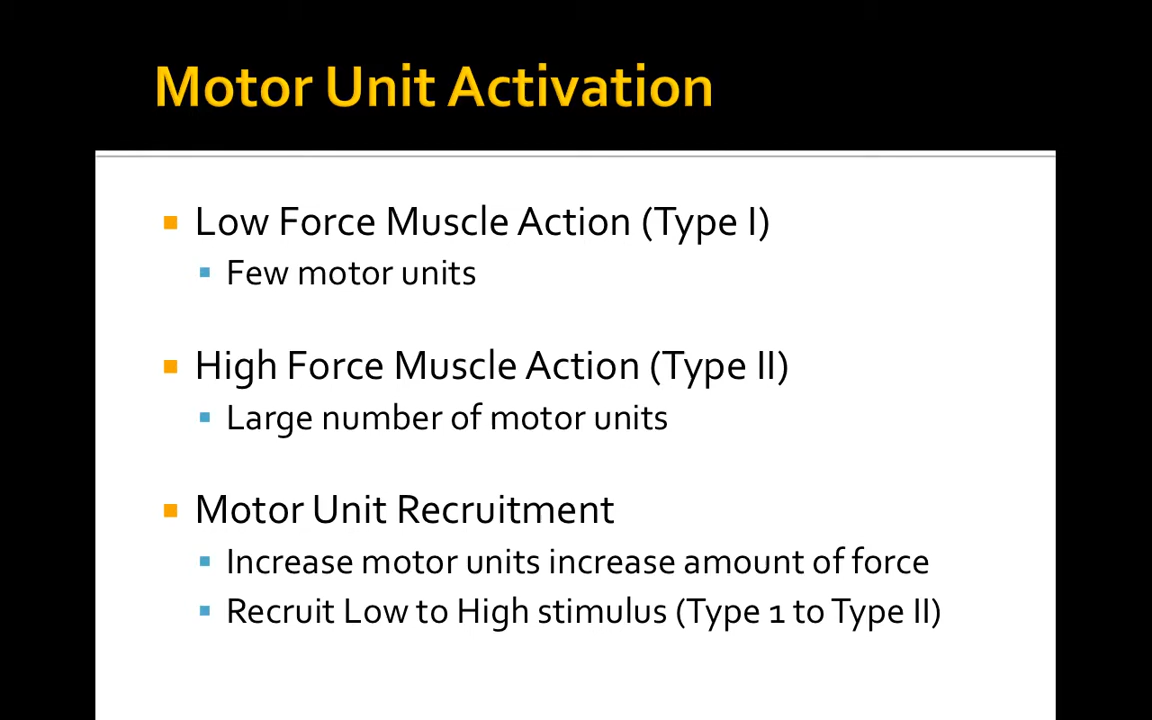 Motor Unit Activation
Low Force Muscle Action (Type I)
Few motor units
High Force Muscle Action (Type II)
Large number of motor units
Motor Unit Recruitment
Increase motor units increase amount of force
Recruit Low to High stimulus (Type 1 to Type II)